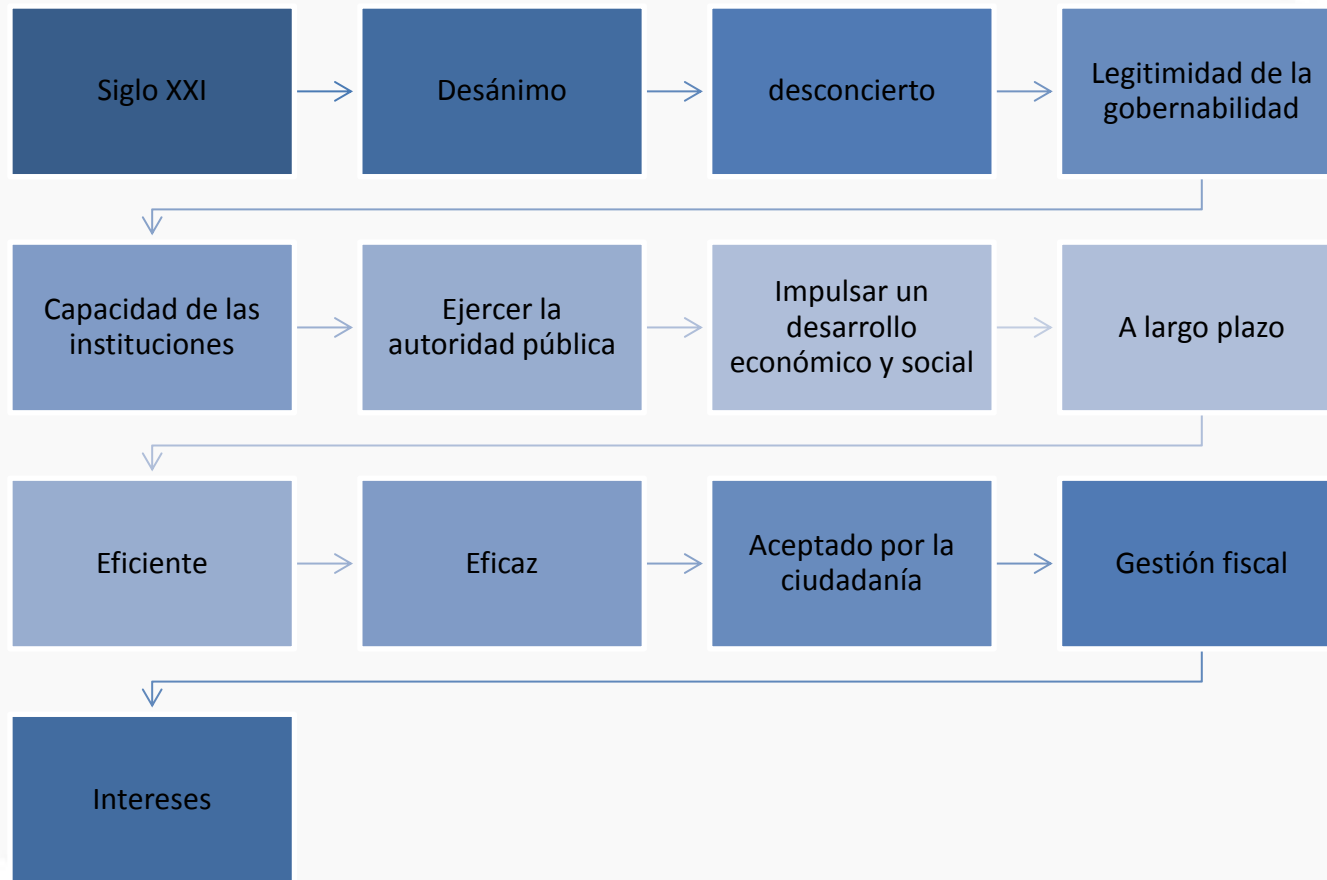 Siglo XXI
Desánimo
desconcierto
Legitimidad de la
gobernabilidad
Capacidad de las
instituciones
Ejercer la
autoridad pública
Impulsar un
desarrollo
económico y social
A largo plazo
Eficiente
Eficaz
Aceptado por la
ciudadanía
Gestión fiscal
Intereses